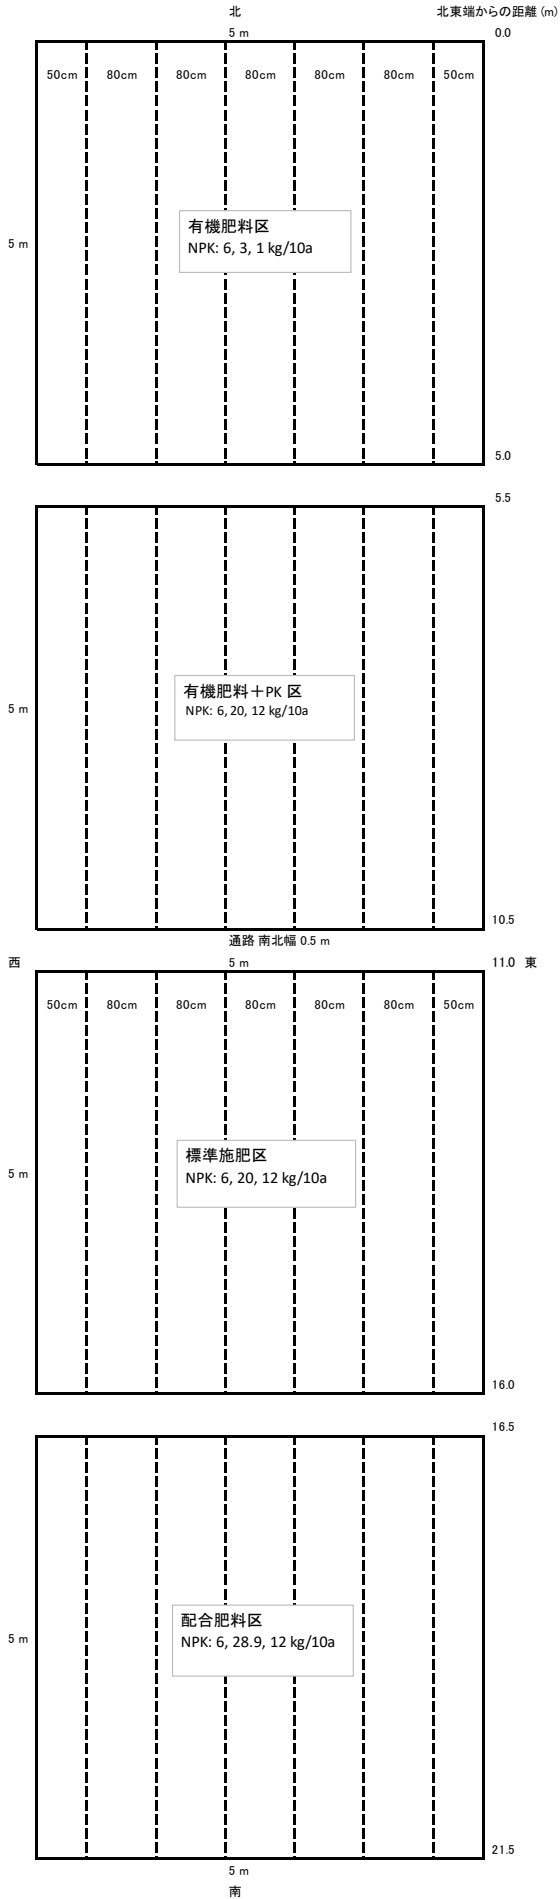 北 北東端からの距離 (m)
5 m 0.0
50cm 80cm 80cm 80cm 80cm 80cm 50cm
有機肥料区
5 m
NPK: 6, 3, 1 kg/10a
5.0
5.5
有機肥料＋PK 区
5 m
NPK: 6, 20, 12 kg/10a
10.5
通路 南北幅 0.5 m
西 5 m 11.0 東
50cm 80cm 80cm 80cm 80cm 80cm 50cm
標準施肥区
5 m
NPK: 6, 20, 12 kg/10a
16.0
16.5
配合肥料区
5 m
NPK: 6, 28.9, 12 kg/10a
21.5
5 m
南